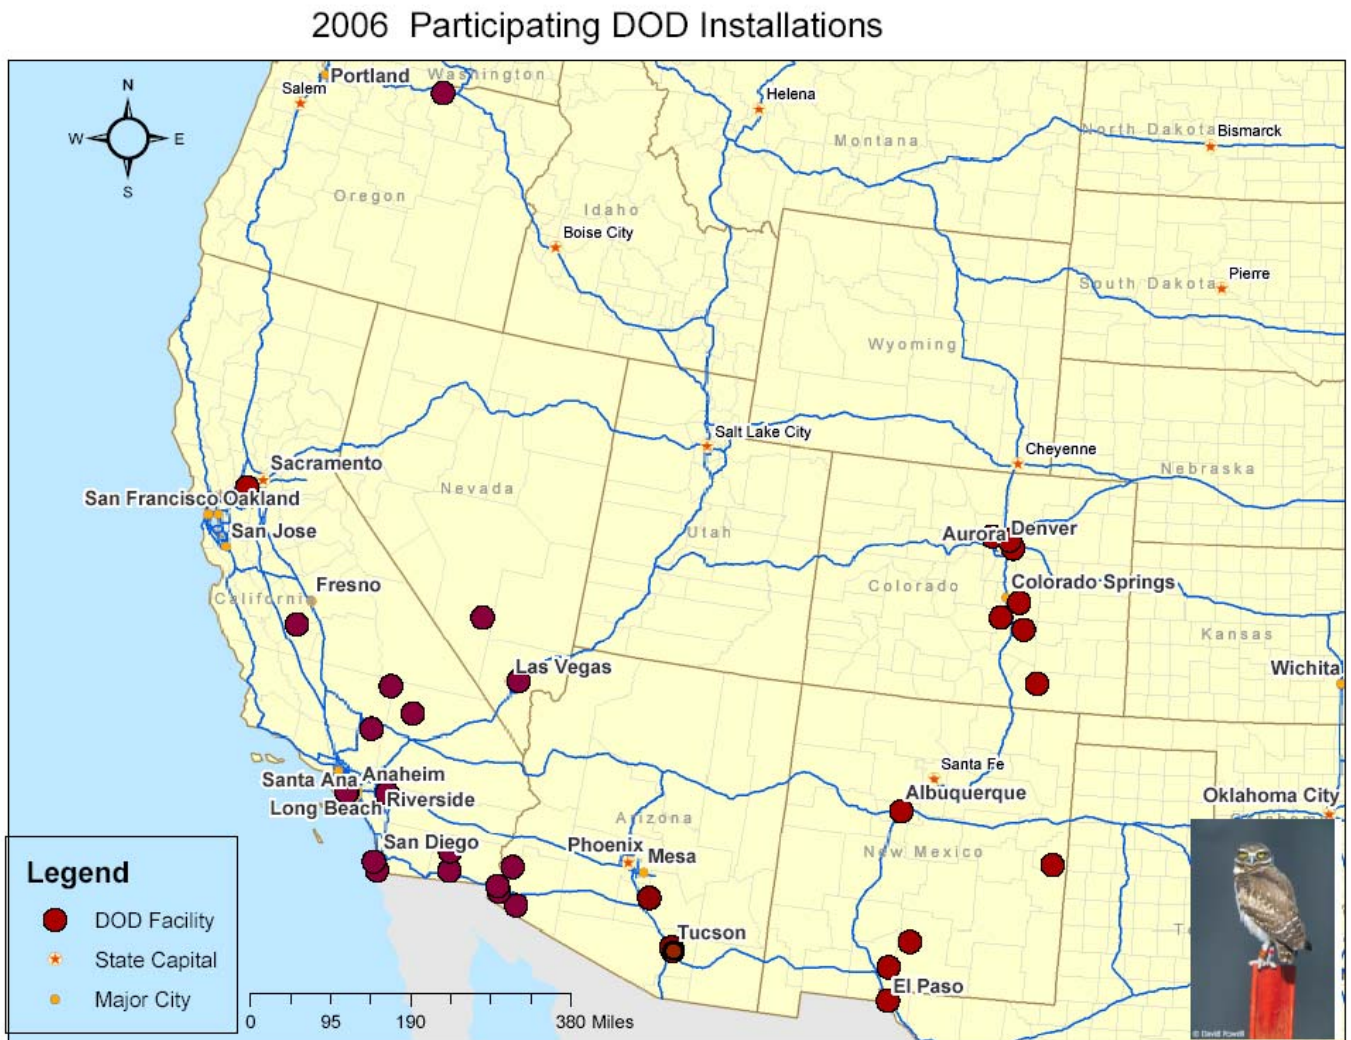 2006 Participating DOD Installations
N
W E
S
Portland
Washington
Salem
Helena
Montana
North Dakota
Bismarck
Oregon
Idaho
Boise City
Pierre
South Dakota
Wyoming
Salt Lake City
Cheyenne
Nebraska
Sacramento
San Francisco Oakland
San Jose
Nevada
Utah
Aurora
Denver
Colorado
Colorado Springs
Fresno
California
Kansas
Wichita
Las Vegas
Santa Ana
Anaheim
Long Beach
Riverside
San Diego
Arizona
Phoenix
Mesa
Tucson
Santa Fe
Albuquerque
New Mexico
Oklahoma City
Oklahoma
El Paso
Legend
DOD Facility
State Capital
Major City
0 95 190 380 Miles
© David Powell